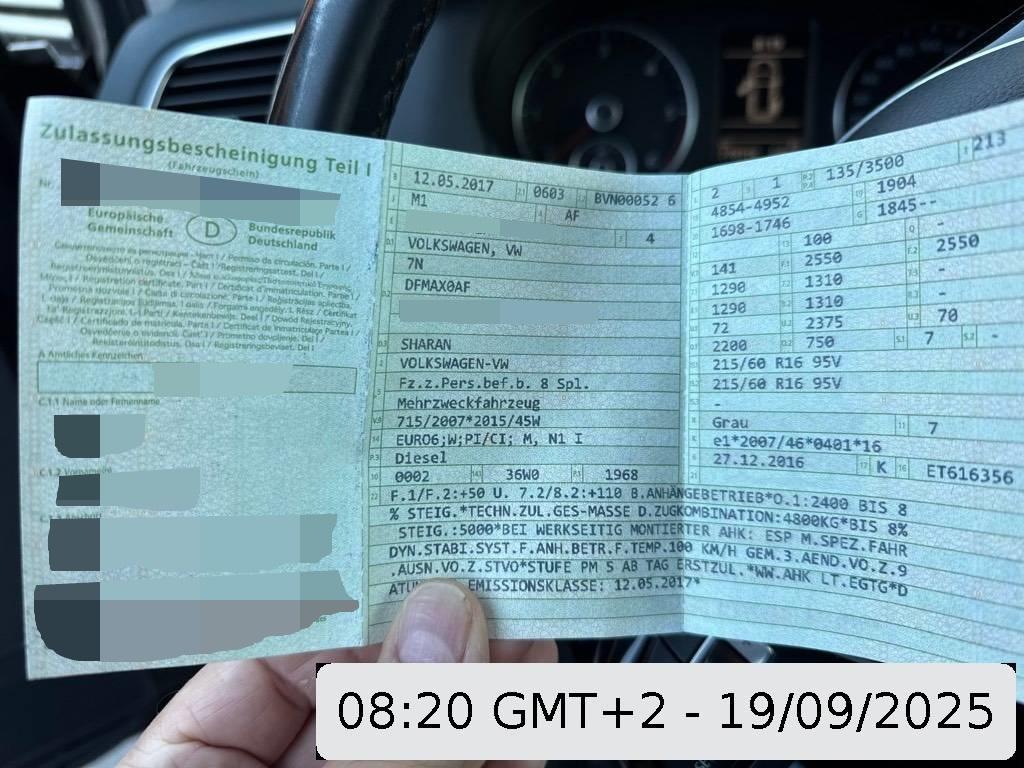 Zulassungsbescheinigung Teil I
(Fahrzeugschein)
Nr.
Europäische
Gemeinschaft
D
Bundesrepublik
Deutschland
A Amtliches Kennzeichen
C.1.1 Name oder Firmenname
C.1.2 Vorname(n)
12.05.2017 0603 BVN00052 6
M1 AF
4
VOLKSWAGEN, VW
7N
DFMAX0AF
SHARAN
VOLKSWAGEN-VW
Fz.z.Pers.bef.b. 8 Spl.
Mehrzweckfahrzeug
715/2007*2015/45W
EURO6;W;PI/CI; M, N1 I
Diesel
0002 36W0 1968
2 1 135/3500 213
4854-4952 1904
1698-1746 1845--
100 -
141 2550 2550
1290 1310 -
1290 1310 -
72 2375 70
2200 750 7 -
215/60 R16 95V
215/60 R16 95V
-
Grau 7
e1*2007/46*0401*16
27.12.2016 K ET616356
F.1/F.2:+50 U. 7.2/8.2:+110 B.ANHÄNGEBETRIEB*O.1:2400 BIS 8
% STEIG.*TECHN.ZUL.GES-MASSE D.ZUGKOMBINATION:4800KG*BIS 8%
STEIG.:5000*BEI WERKSEITIG MONTIERTER AHK: ESP M.SPEZ.FAHR
DYN.STABI.SYST.F.ANH.BETR.F.TEMP.100 KM/H GEM.3.AEND.VO.Z.9
.AUSN.VO.Z.STVO*STUFE PM 5 AB TAG ERSTZUL.*WW.AHK LT.EGTG*D
EMISSIONSKLASSE: 12.05.2017*
08:20 GMT+2 - 19/09/2025